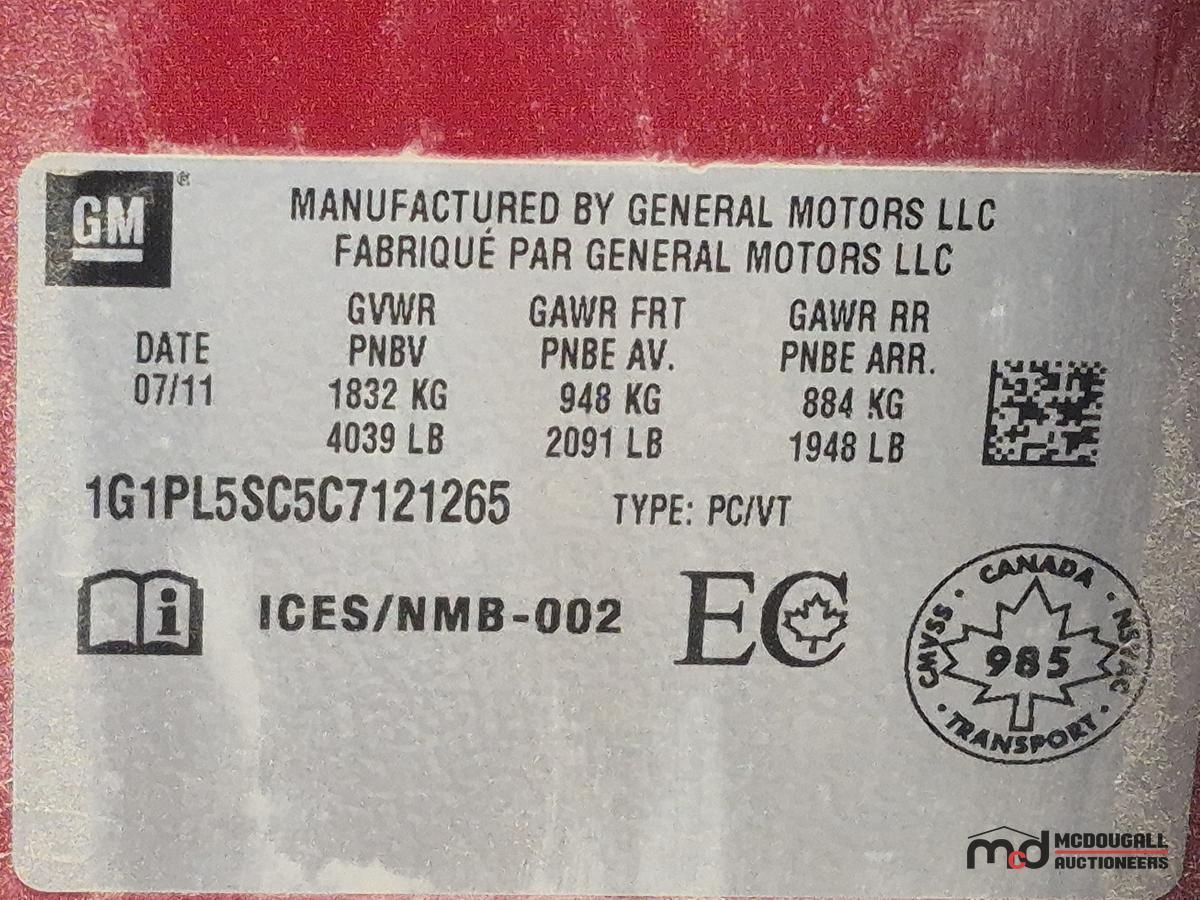 GM®
MANUFACTURED BY GENERAL MOTORS LLC
FABRIQUÉ PAR GENERAL MOTORS LLC
DATE
07/11
GVWR
PNBV
1832 KG
4039 LB
GAWR FRT
PNBE AV.
948 KG
2091 LB
GAWR RR
PNBE ARR.
884 KG
1948 LB
1G1PL5SC5C7121265 TYPE: PC/VT
i ICES/NMB-002 EC
CANADA · NSVAC · TRANSPORT · CMVSS ·
985
mcd MCDOUGALL
AUCTIONEERS